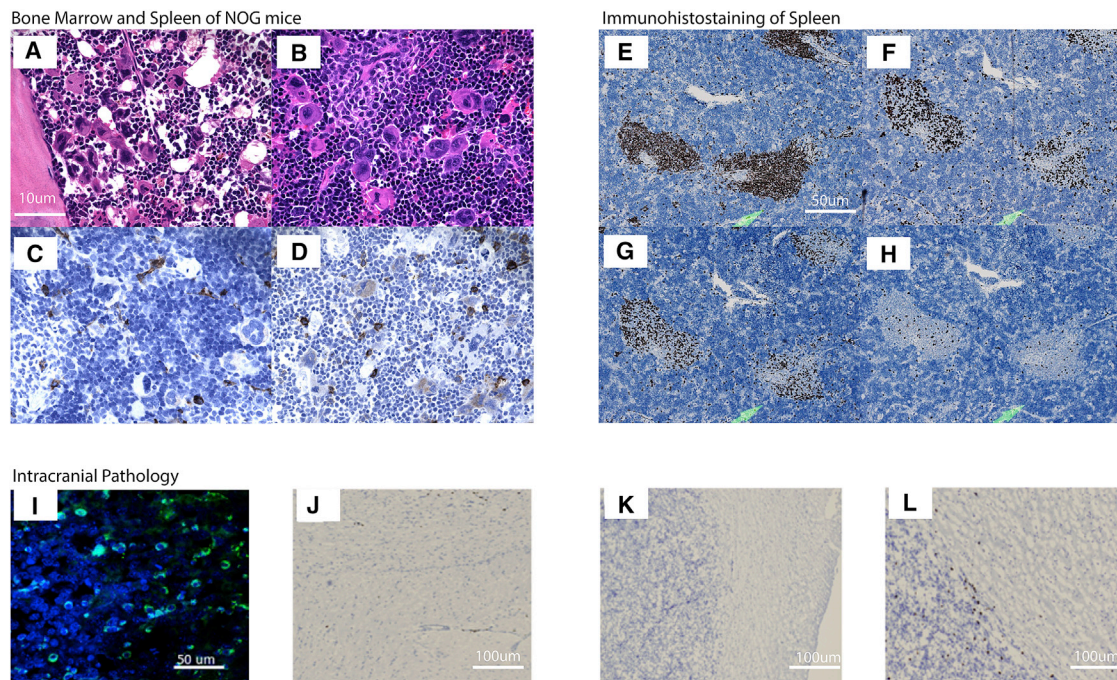 Bone Marrow and Spleen of NOG mice
Immunohistostaining of Spleen
A
B
E
F
10um
50um
C
D
G
H
Intracranial Pathology
I
J
K
L
50 um
100um
100um
100um